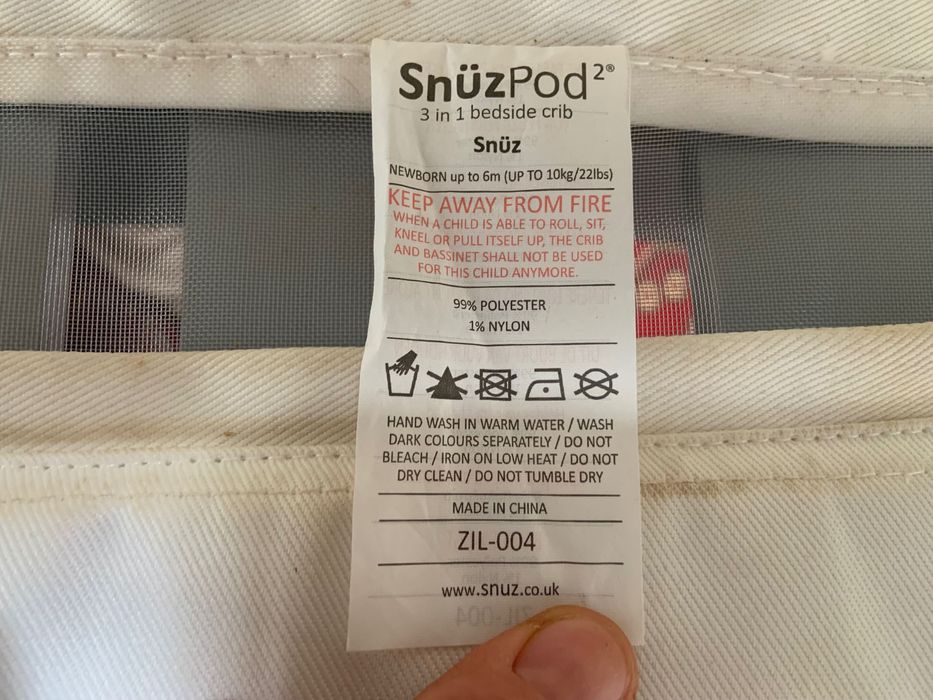 SnüzPod²®
3 in 1 bedside crib
Snüz
NEWBORN up to 6m (UP TO 10kg/22lbs)
KEEP AWAY FROM FIRE
WHEN A CHILD IS ABLE TO ROLL, SIT,
KNEEL OR PULL ITSELF UP, THE CRIB
AND BASSINET SHALL NOT BE USED
FOR THIS CHILD ANYMORE.
99% POLYESTER
1% NYLON
HAND WASH IN WARM WATER / WASH
DARK COLOURS SEPARATELY / DO NOT
BLEACH / IRON ON LOW HEAT / DO NOT
DRY CLEAN / DO NOT TUMBLE DRY
MADE IN CHINA
ZIL-004
www.snuz.co.uk